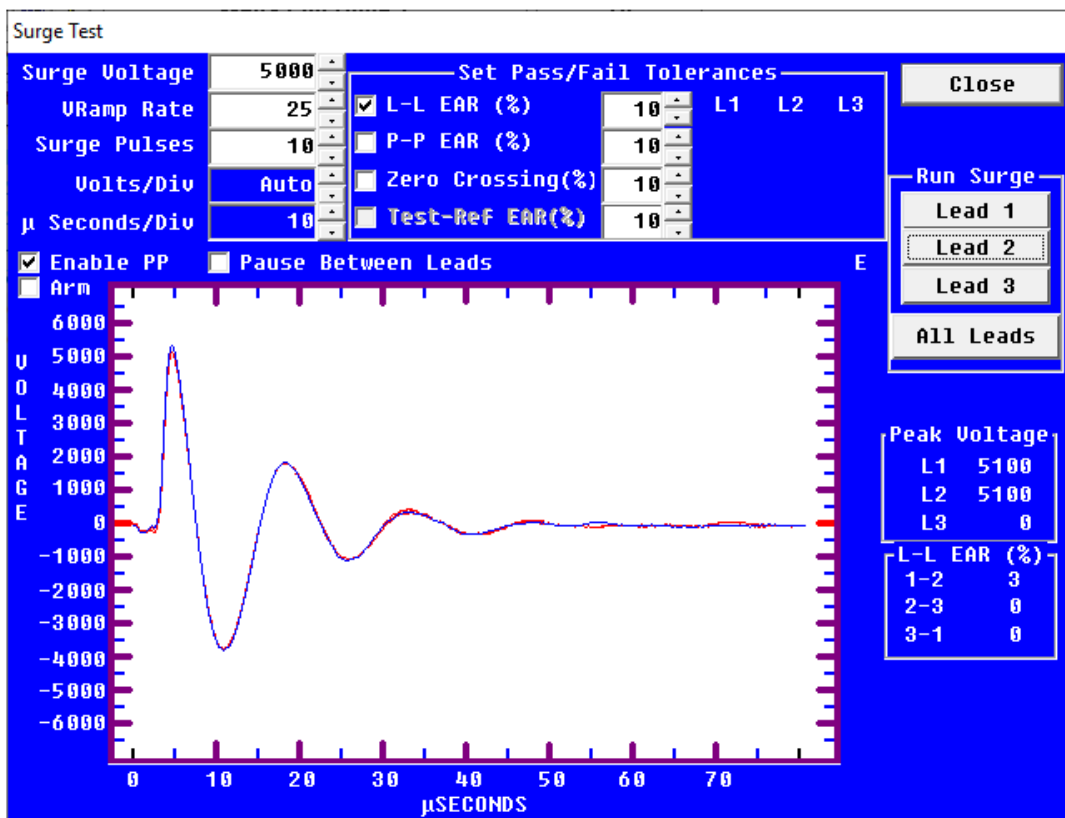 Surge Test
Surge Voltage 5000
VRamp Rate 25
Surge Pulses 10
Volts/Div Auto
µ Seconds/Div 10
Set Pass/Fail Tolerances
L-L EAR (%) 10 L1 L2 L3
P-P EAR (%) 10
Zero Crossing(%) 10
Test-Ref EAR(%) 10
Close
Run Surge
Lead 1
Lead 2
Lead 3
All Leads
Enable PP Pause Between Leads E
Arm
VOLTAGE
6000
5000
4000
3000
2000
1000
0
-1000
-2000
-3000
-4000
-5000
-6000
0 10 20 30 40 50 60 70
µSECONDS
Peak Voltage
L1 5100
L2 5100
L3 0
L-L EAR (%)
1-2 3
2-3 0
3-1 0